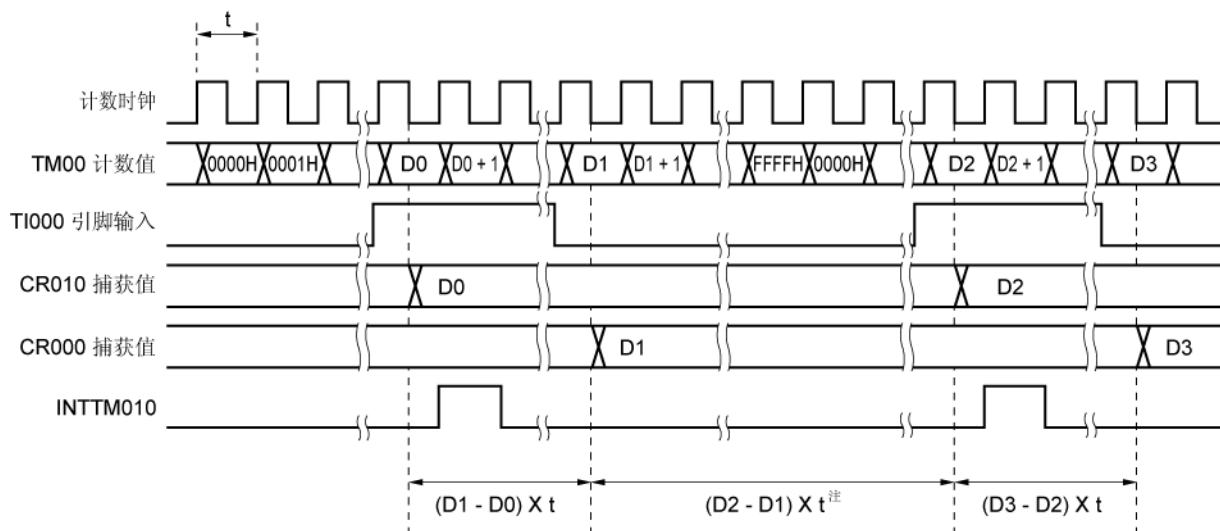 t
计数时钟
TM00 计数值 0000H 0001H D0 D0 + 1 D1 D1 + 1 FFFFH 0000H D2 D2 + 1 D3
TI000 引脚输入
CR010 捕获值 D0 D2
CR000 捕获值 D1 D3
INTTM010
(D1 - D0) X t (D2 - D1) X t注 (D3 - D2) X t